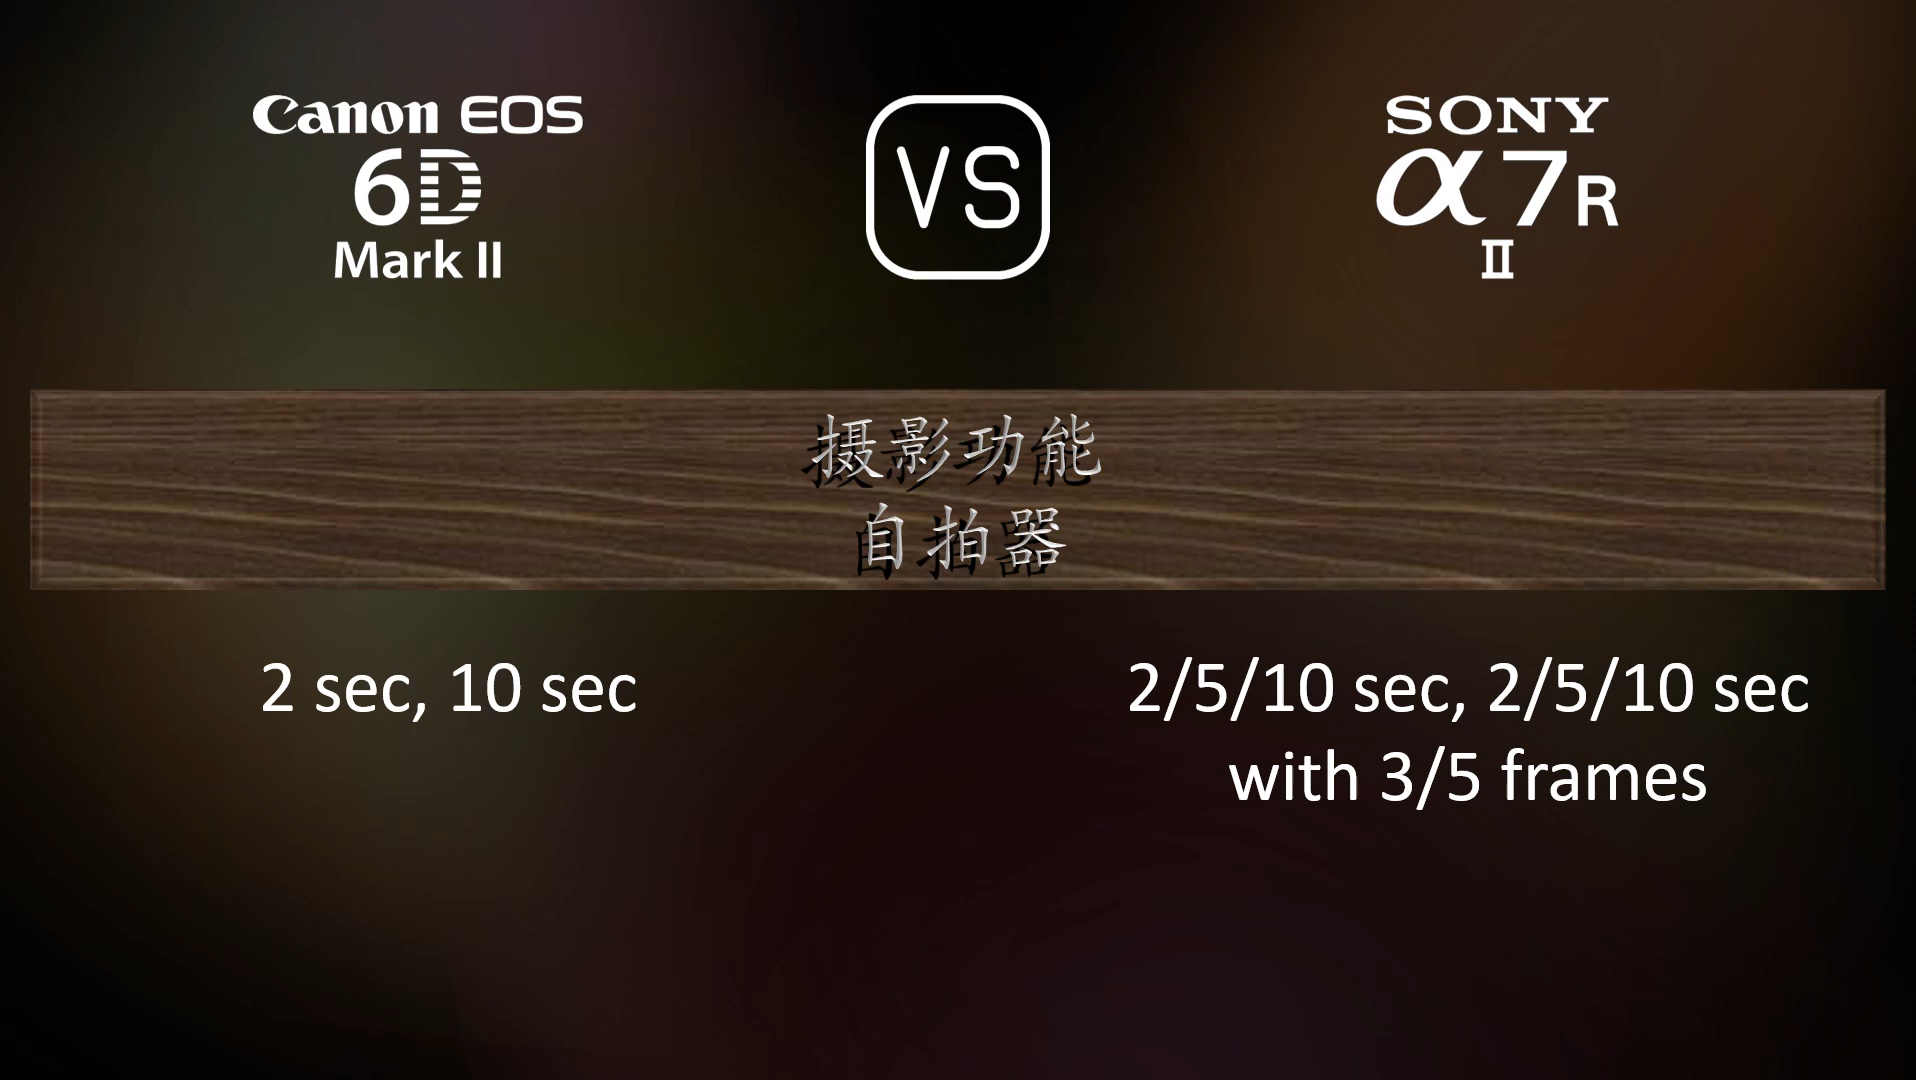 Canon EOS
6D
Mark II
VS
SONY
α7R
II
摄影功能
自拍器
2 sec, 10 sec
2/5/10 sec, 2/5/10 sec
with 3/5 frames